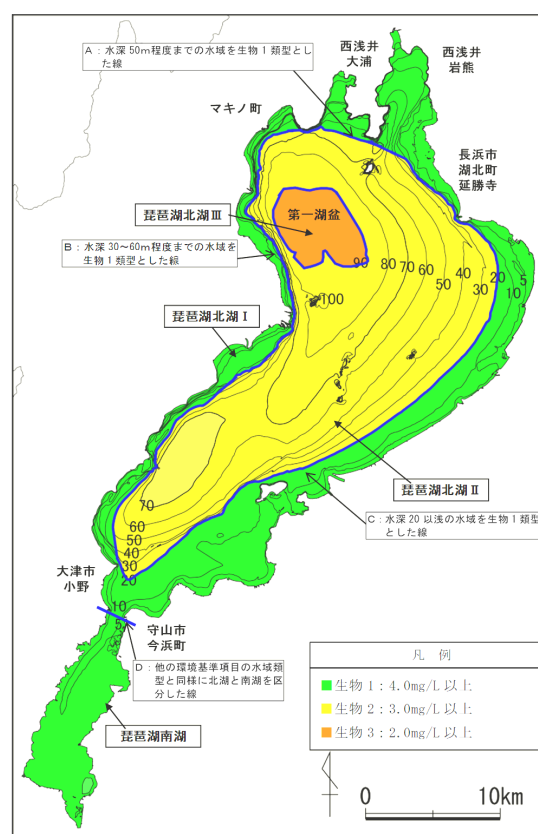 A：水深50m程度までの水域を生物1類型とし
た線
西浅井
大浦
西浅井
岩熊
マキノ町
長浜市
湖北町
延勝寺
琵琶湖北湖Ⅲ
第一湖盆
B：水深30～60m程度までの水域を
生物1類型とした線
90
80
70
60
50
40
30
20
10
5
100
琵琶湖北湖Ⅰ
琵琶湖北湖Ⅱ
70
60
50
40
30
20
10
5
C：水深20以浅の水域を生物1類型
とした線
大津市
小野
守山市
今浜町
D：他の環境基準項目の水域類
型と同様に北湖と南湖を区
分した線
琵琶湖南湖
凡 例
生物1：4.0mg/L以上
生物2：3.0mg/L以上
生物3：2.0mg/L以上
0
10km